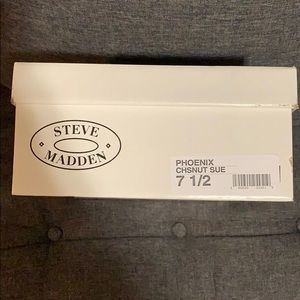 STEVE
MADDEN
PHOENIX
CHSNUT SUE
7 1/2